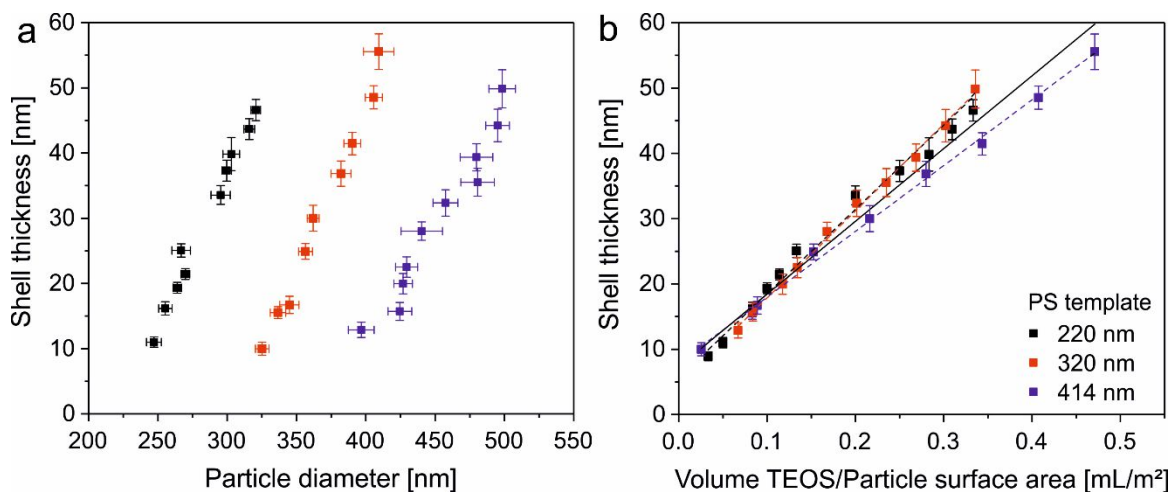 a
Shell thickness [nm]
60
50
40
30
20
10
0
200 250 300 350 400 450 500 550
Particle diameter [nm]
b
Shell thickness [nm]
60
50
40
30
20
10
0
0.0 0.1 0.2 0.3 0.4 0.5
Volume TEOS/Particle surface area [mL/m²]
PS template
220 nm
320 nm
414 nm